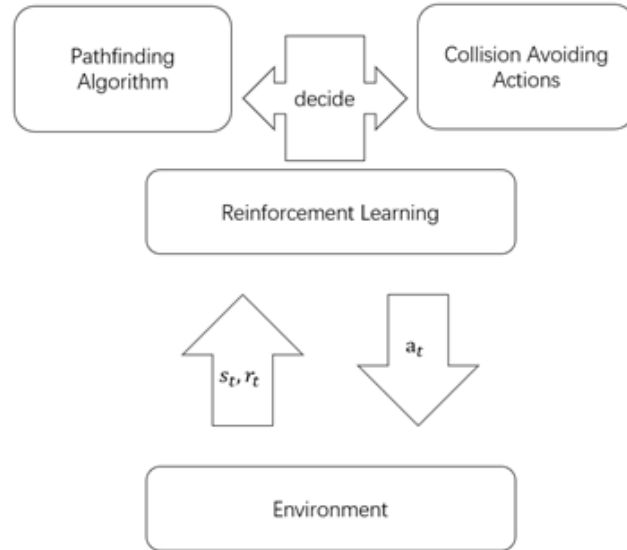 Pathfinding
Algorithm
decide
Collision Avoiding
Actions
Reinforcement Learning
s_t, r_t
a_t
Environment